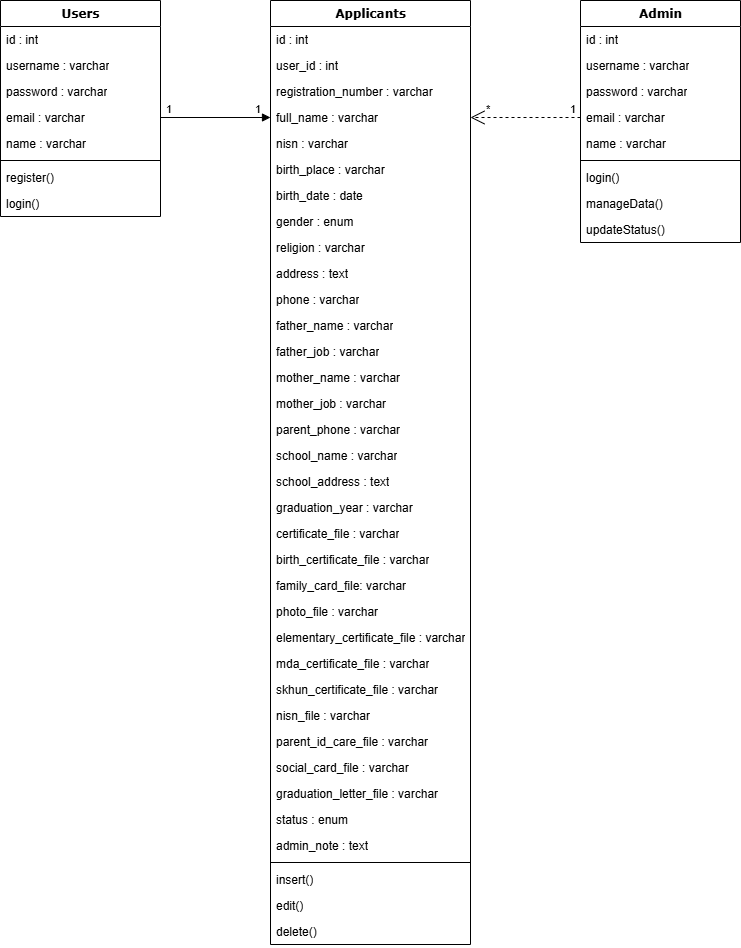 Users
id : int
username : varchar
password : varchar
email : varchar
name : varchar
register()
login()
1
1
Applicants
id : int
user_id : int
registration_number : varchar
full_name : varchar
nisn : varchar
birth_place : varchar
birth_date : date
gender : enum
religion : varchar
address : text
phone : varchar
father_name : varchar
father_job : varchar
mother_name : varchar
mother_job : varchar
parent_phone : varchar
school_name : varchar
school_address : text
graduation_year : varchar
certificate_file : varchar
birth_certificate_file : varchar
family_card_file: varchar
photo_file : varchar
elementary_certificate_file : varchar
mda_certificate_file : varchar
skhun_certificate_file : varchar
nisn_file : varchar
parent_id_care_file : varchar
social_card_file : varchar
graduation_letter_file : varchar
status : enum
admin_note : text
insert()
edit()
delete()
*
1
Admin
id : int
username : varchar
password : varchar
email : varchar
name : varchar
login()
manageData()
updateStatus()